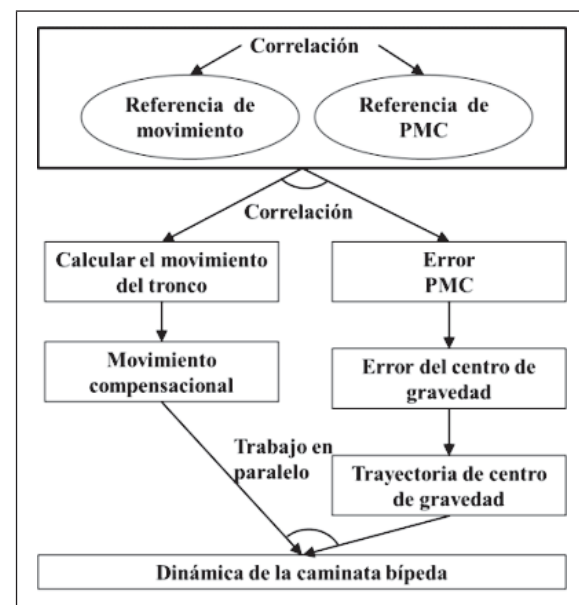 Correlación
Referencia de
movimiento
Referencia de
PMC
Correlación
Calcular el movimiento
del tronco
Error
PMC
Movimiento
compensacional
Error del centro de
gravedad
Trabajo en
paralelo
Trayectoria de centro
de gravedad
Dinámica de la caminata bípeda